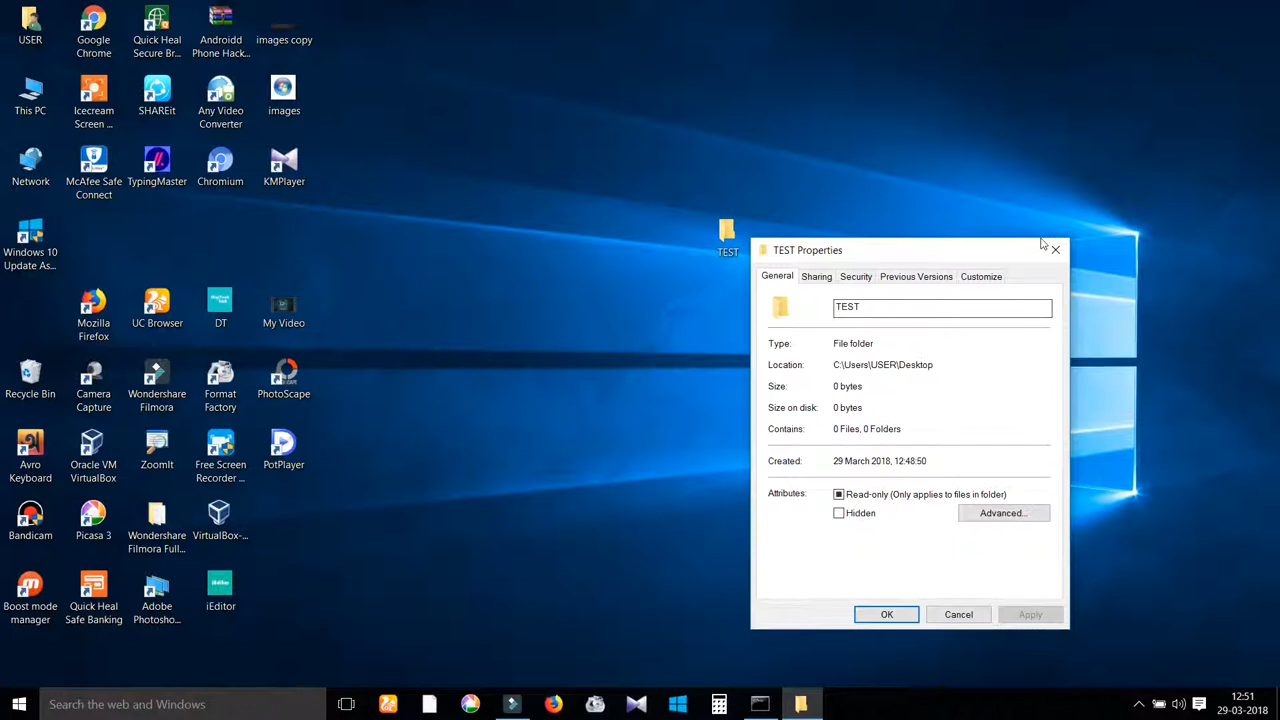 USER
Google
Chrome
Quick Heal
Secure Br...
Androidd
Phone Hack...
images copy
This PC
Icecream
Screen ...
SHAREit
Any Video
Converter
images
Network
McAfee Safe
Connect
TypingMaster
Chromium
KMPlayer
Windows 10
Update As...
Mozilla
Firefox
UC Browser
DT
My Video
Recycle Bin
Camera
Capture
Wondershare
Filmora
Format
Factory
PhotoScape
Avro
Keyboard
Oracle VM
VirtualBox
ZoomIt
Free Screen
Recorder ...
PotPlayer
Bandicam
Picasa 3
Wondershare
Filmora Full...
VirtualBox-...
Boost mode
manager
Quick Heal
Safe Banking
Adobe
Photosho...
iEditor
TEST
TEST Properties
General Sharing Security Previous Versions Customize
TEST
Type: File folder
Location: C:\Users\USER\Desktop
Size: 0 bytes
Size on disk: 0 bytes
Contains: 0 Files, 0 Folders
Created: 29 March 2018, 12:48:50
Attributes: Read-only (Only applies to files in folder)
Hidden Advanced...
OK Cancel Apply
Search the web and Windows
12:51
29-03-2018